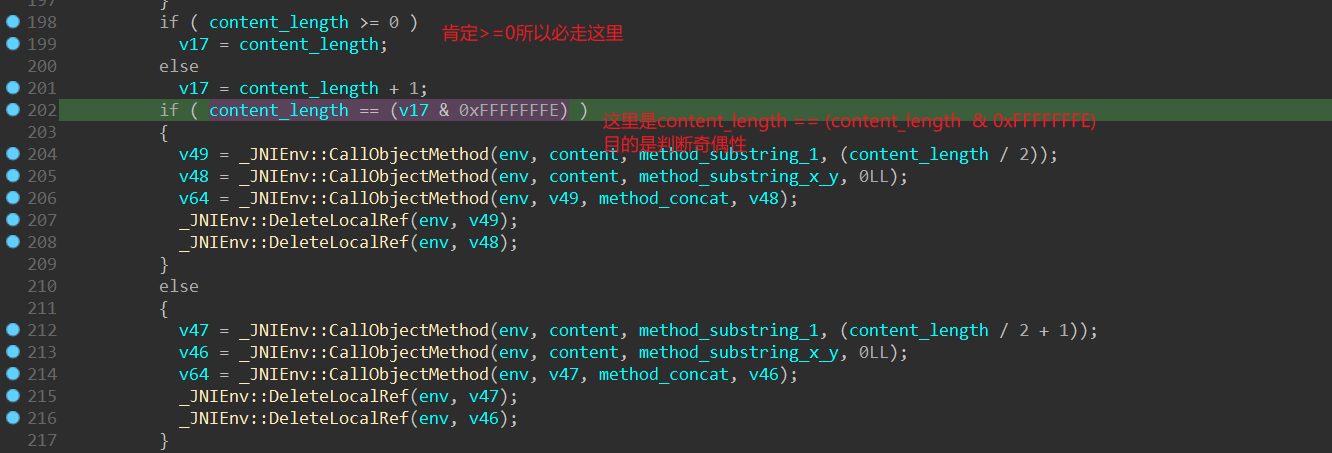 197 }
198 if ( content_length >= 0 ) 肯定>=0所以必走这里
199 v17 = content_length;
200 else
201 v17 = content_length + 1;
202 if ( content_length == (v17 & 0xFFFFFFFE) )
这里是content_length == (content_length & 0xFFFFFFFE)
203 {
目的是判断奇偶性
204 v49 = _JNIEnv::CallObjectMethod(env, content, method_substring_1, (content_length / 2));
205 v48 = _JNIEnv::CallObjectMethod(env, content, method_substring_x_y, 0LL);
206 v64 = _JNIEnv::CallObjectMethod(env, v49, method_concat, v48);
207 _JNIEnv::DeleteLocalRef(env, v49);
208 _JNIEnv::DeleteLocalRef(env, v48);
209 }
210 else
211 {
212 v47 = _JNIEnv::CallObjectMethod(env, content, method_substring_1, (content_length / 2 + 1));
213 v46 = _JNIEnv::CallObjectMethod(env, content, method_substring_x_y, 0LL);
214 v64 = _JNIEnv::CallObjectMethod(env, v47, method_concat, v46);
215 _JNIEnv::DeleteLocalRef(env, v47);
216 _JNIEnv::DeleteLocalRef(env, v46);
217 }